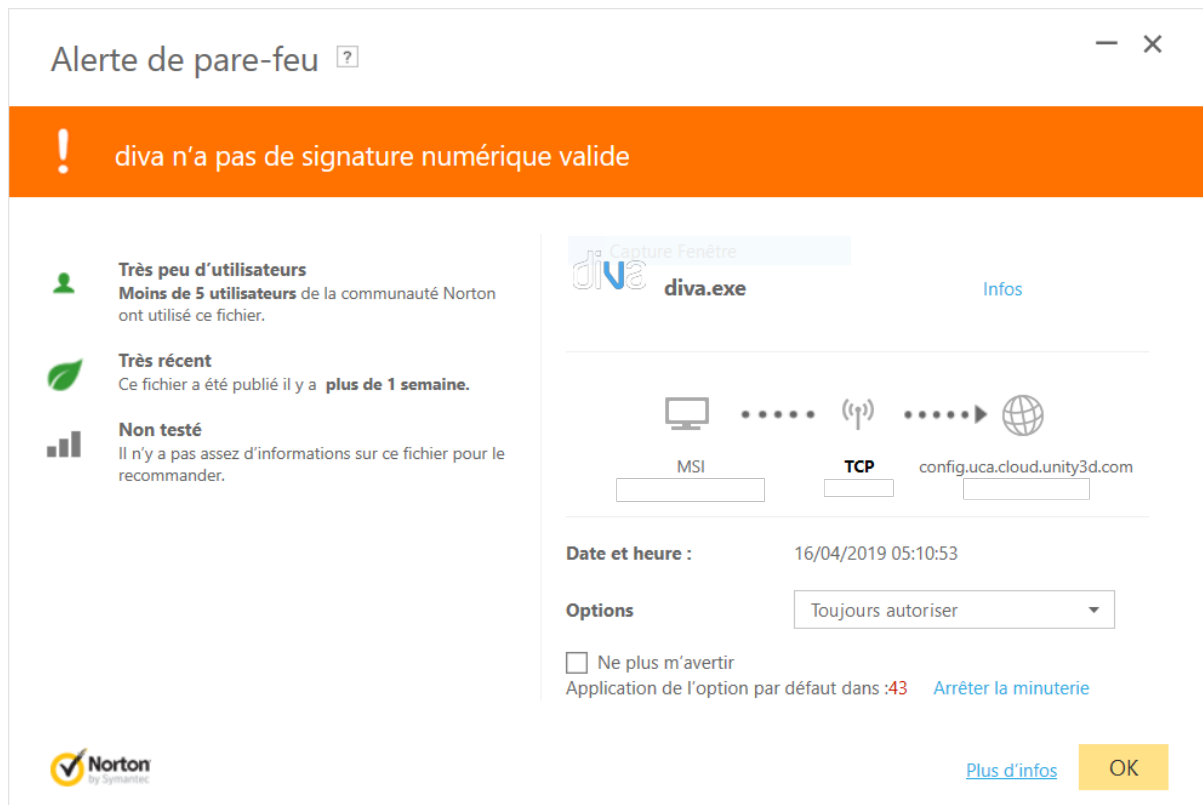 Alerte de pare-feu ?
! diva n’a pas de signature numérique valide
Très peu d’utilisateurs
Moins de 5 utilisateurs de la communauté Norton
ont utilisé ce fichier.
Très récent
Ce fichier a été publié il y a plus de 1 semaine.
Non testé
Il n’y a pas assez d’informations sur ce fichier pour le
recommander.
Capture Fenêtre
diva
diva.exe Infos
MSI TCP config.uca.cloud.unity3d.com
Date et heure : 16/04/2019 05:10:53
Options Toujours autoriser
Ne plus m’avertir
Application de l’option par défaut dans :43 Arrêter la minuterie
Norton
by Symantec
Plus d’infos OK